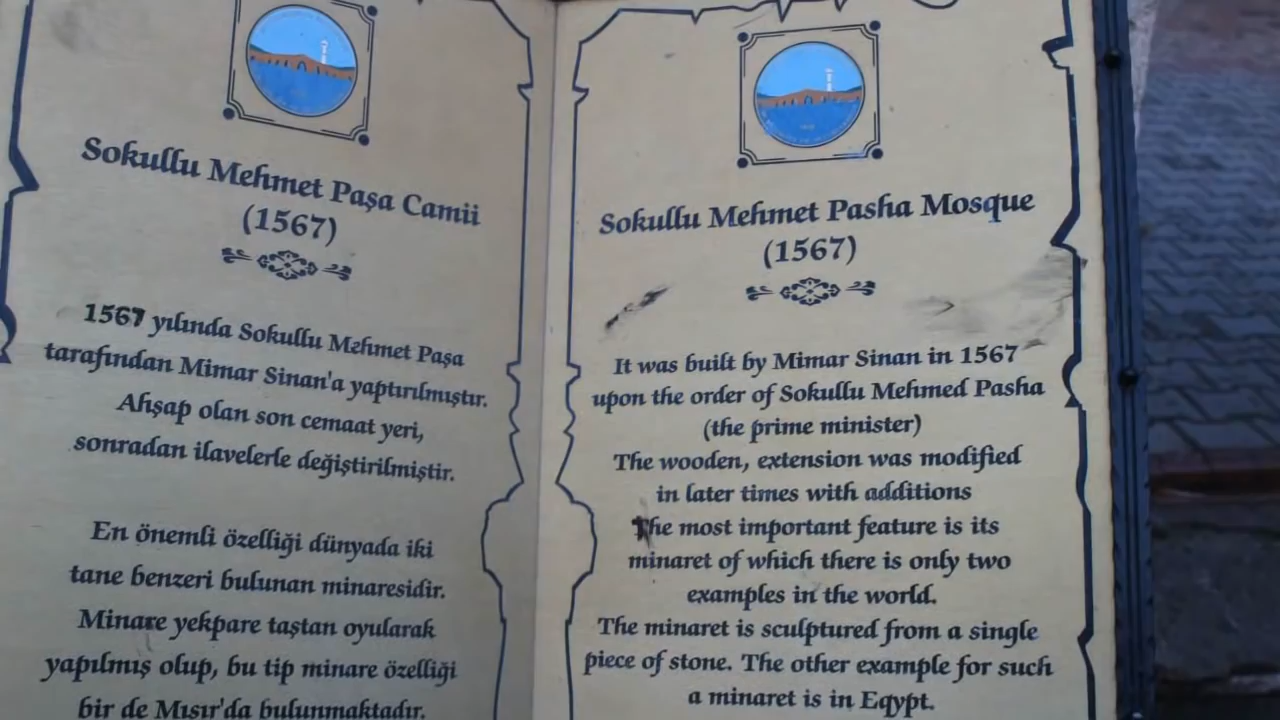 Sokullu Mehmet Paşa Camii
(1567)
1567 yılında Sokullu Mehmet Paşa
tarafından Mimar Sinan'a yaptırılmıştır.
Ahşap olan son cemaat yeri,
sonradan ilavelerle değiştirilmiştir.
En önemli özelliği dünyada iki
tane benzeri bulunan minaresidir.
Minare yekpare taştan oyularak
yapılmış olup, bu tip minare özelliği
bir de Mısır'da bulunmaktadır.
Sokullu Mehmet Pasha Mosque
(1567)
It was built by Mimar Sinan in 1567
upon the order of Sokullu Mehmed Pasha
(the prime minister)
The wooden, extension was modified
in later times with additions
The most important feature is its
minaret of which there is only two
examples in the world.
The minaret is sculptured from a single
piece of stone. The other example for such
a minaret is in Egypt.